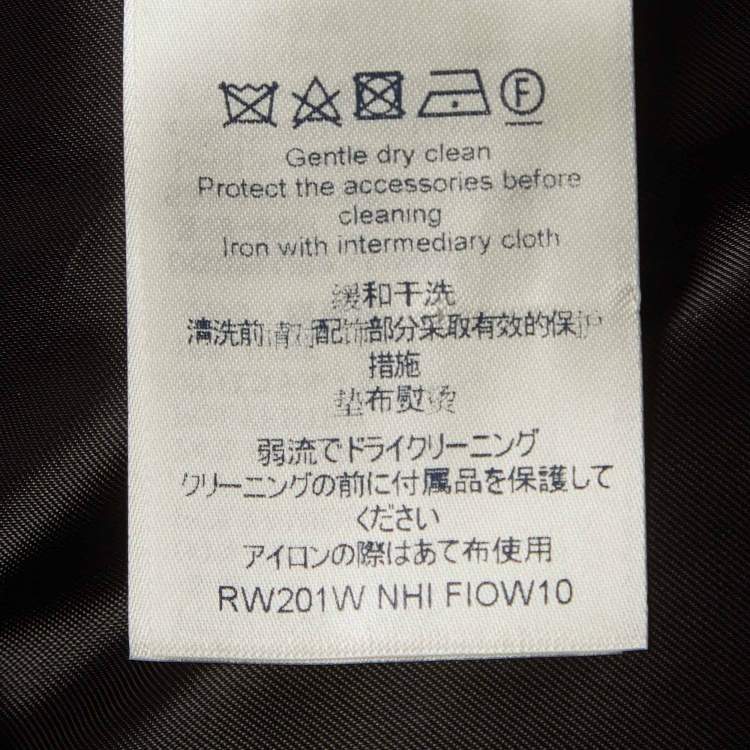 F
Gentle dry clean
Protect the accessories before
cleaning
Iron with intermediary cloth
缓和干洗
清洗前请对配饰部分采取有效的保护
措施
垫布熨烫
弱流でドライクリーニング
クリーニングの前に付属品を保護して
ください
アイロンの際はあて布使用
RW201W NHI FIOW10